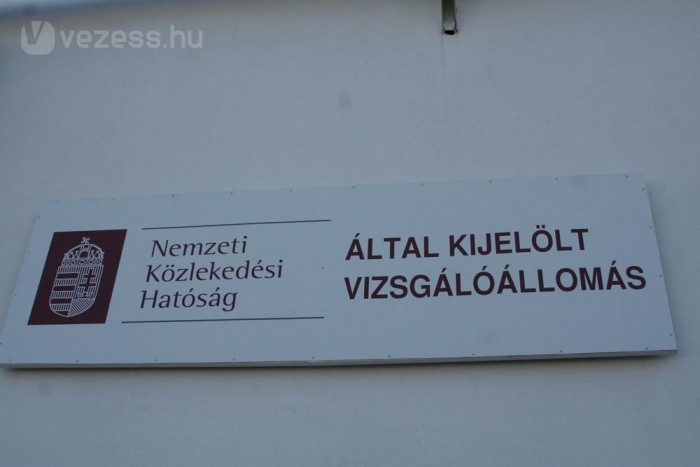 vezess.hu
Nemzeti
Közlekedési
Hatóság
ÁLTAL KIJELÖLT
VIZSGÁLÓÁLLOMÁS